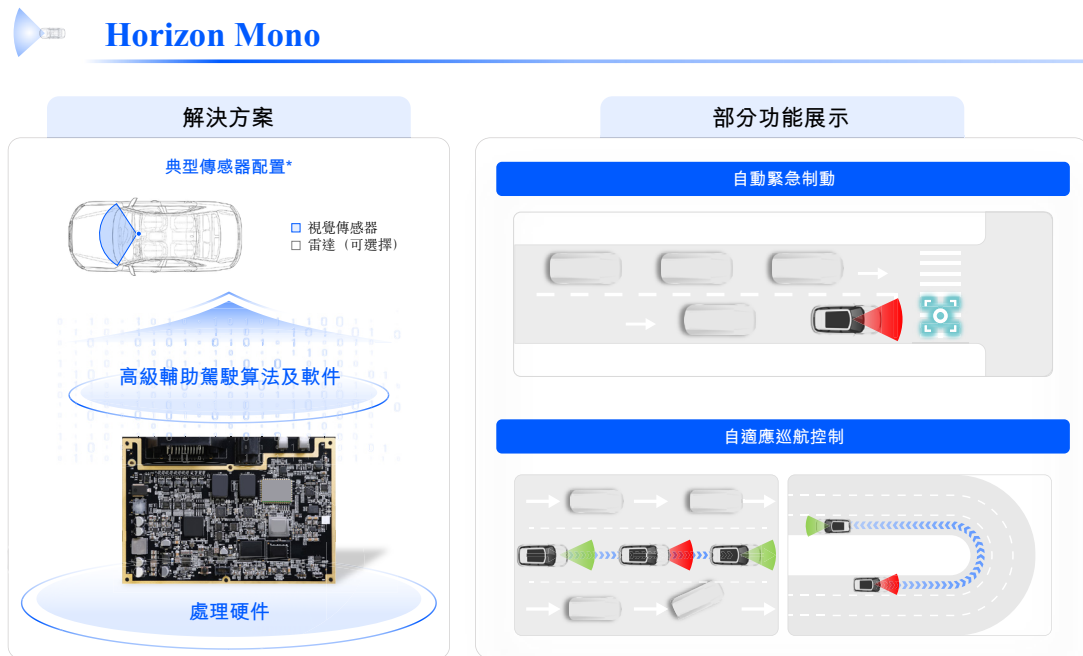 Horizon Mono
解決方案
典型傳感器配置*
視覺傳感器
雷達（可選擇）
高級輔助駕駛算法及軟件
處理硬件
部分功能展示
自動緊急制動
自適應巡航控制